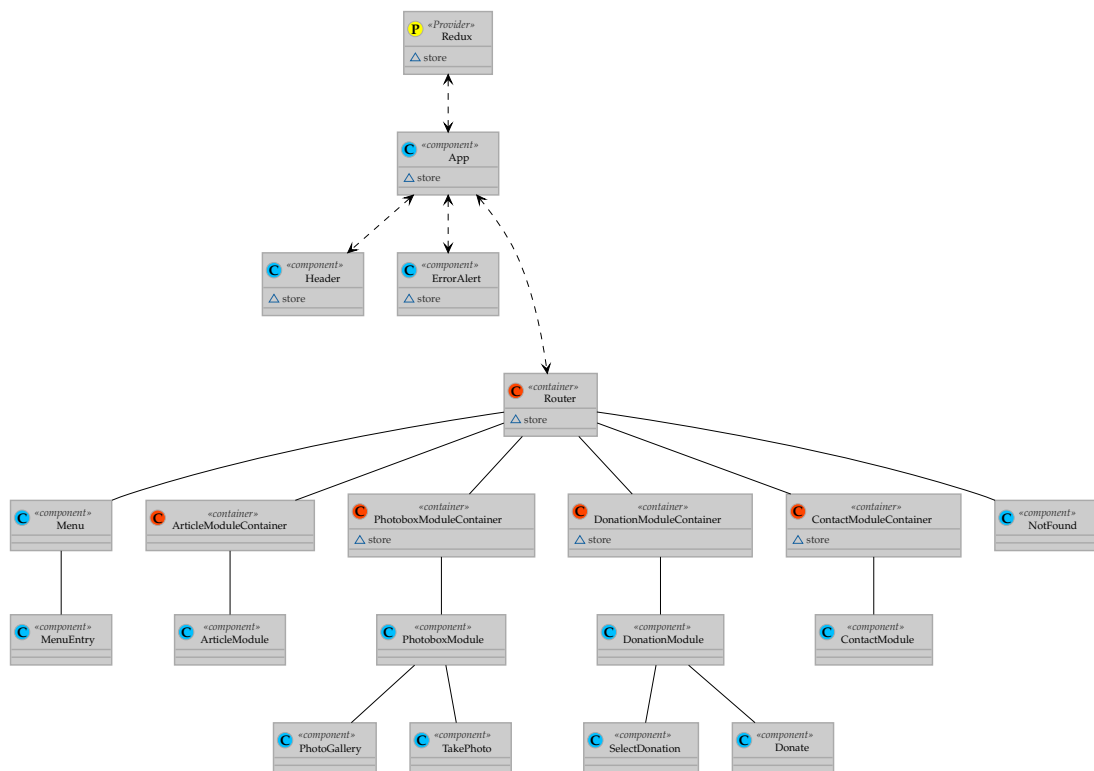 P
«Provider»
Redux
store
C
«component»
App
store
C
«component»
Header
store
C
«component»
ErrorAlert
store
C
«container»
Router
store
C
«component»
Menu
C
«container»
ArticleModuleContainer
C
«container»
PhotoboxModuleContainer
store
C
«container»
DonationModuleContainer
store
C
«container»
ContactModuleContainer
store
C
«component»
NotFound
C
«component»
MenuEntry
C
«component»
ArticleModule
C
«component»
PhotoboxModule
C
«component»
DonationModule
C
«component»
ContactModule
C
«component»
PhotoGallery
C
«component»
TakePhoto
C
«component»
SelectDonation
C
«component»
Donate